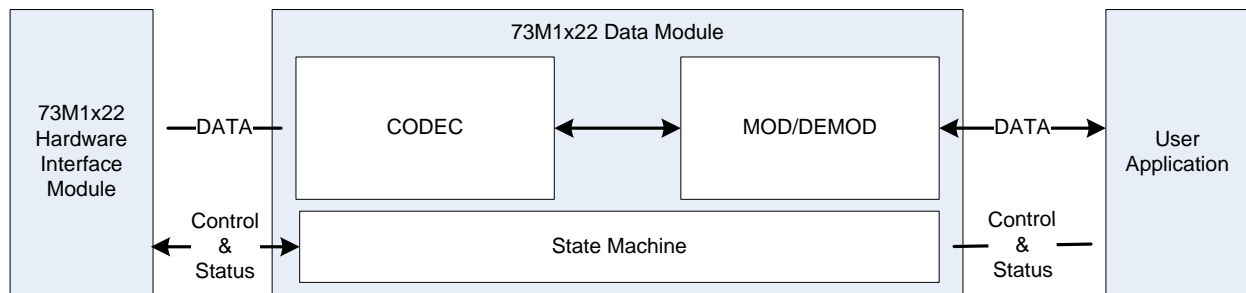 73M1x22 Data Module
73M1x22
Hardware
Interface
Module
DATA
CODEC
MOD/DEMOD
DATA
User
Application
Control
&
Status
State Machine
Control
&
Status